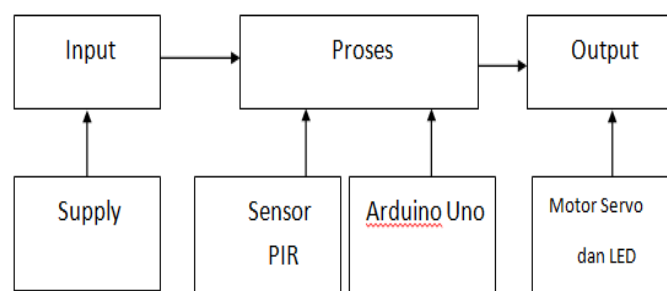 Input
Proses
Output
Supply
Sensor
PIR
Arduino Uno
Motor Servo
dan LED